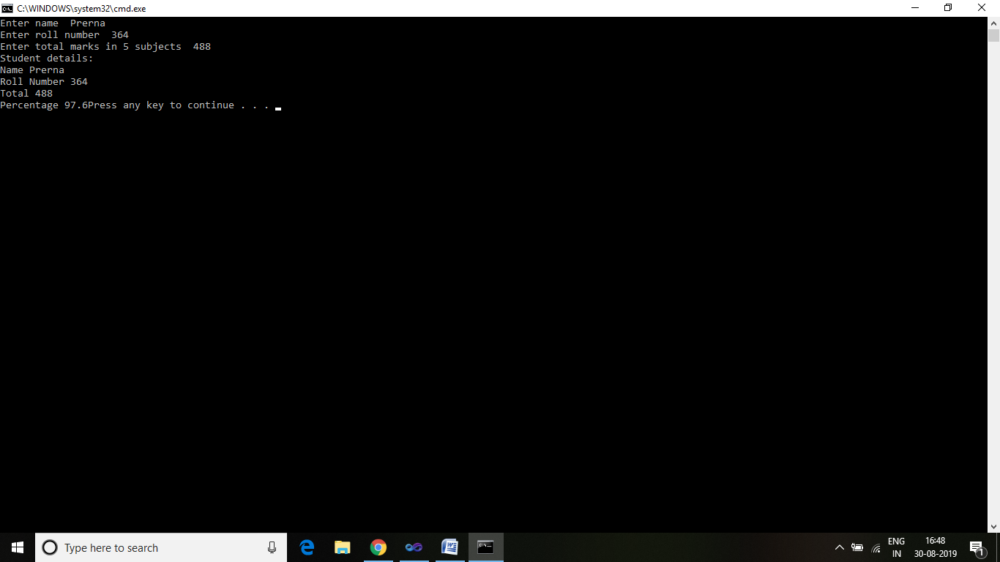 C:\WINDOWS\system32\cmd.exe
Enter name  Prerna
Enter roll number  364
Enter total marks in 5 subjects  488
Student details:
Name Prerna
Roll Number 364
Total 488
Percentage 97.6Press any key to continue . . .
Type here to search
ENG
IN
16:48
30-08-2019
1